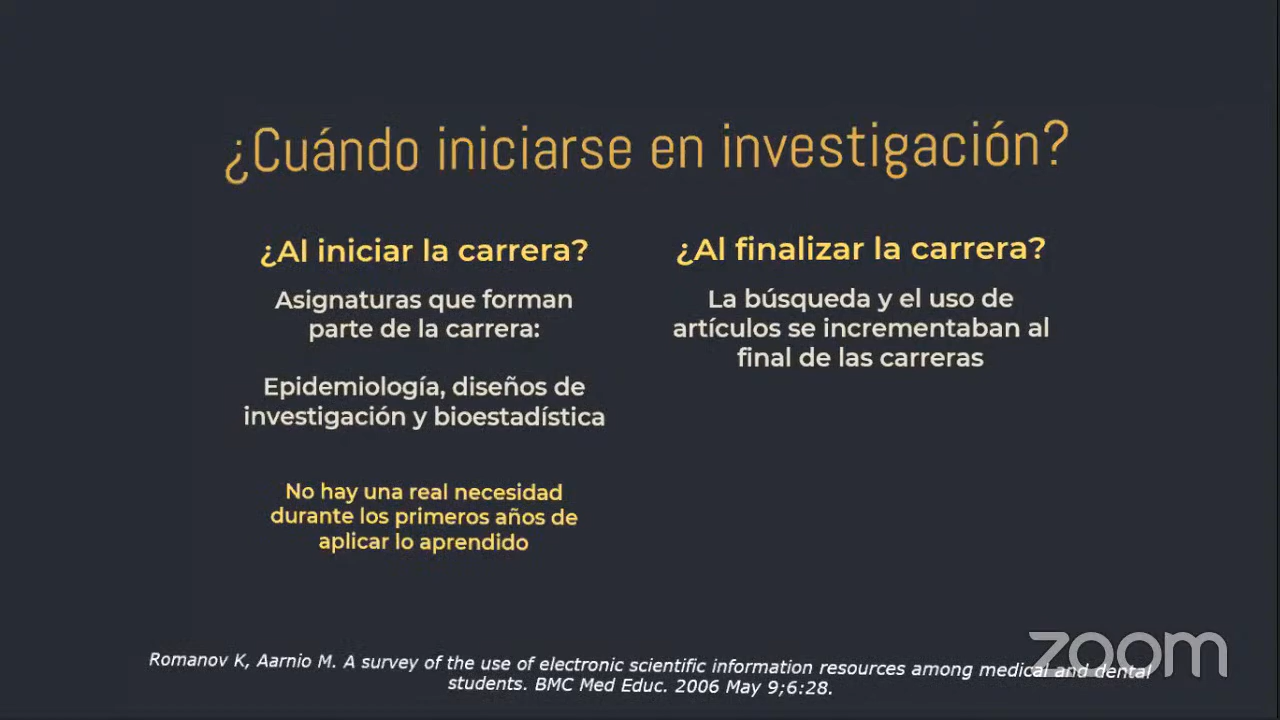 ¿Cuándo iniciarse en investigación?
¿Al iniciar la carrera?
Asignaturas que forman
parte de la carrera:
Epidemiología, diseños de
investigación y bioestadística
No hay una real necesidad
durante los primeros años de
aplicar lo aprendido
¿Al finalizar la carrera?
La búsqueda y el uso de
artículos se incrementaban al
final de las carreras
Romanov K, Aarnio M. A survey of the use of electronic scientific information resources among medical and dental
students. BMC Med Educ. 2006 May 9;6:28.
zoom